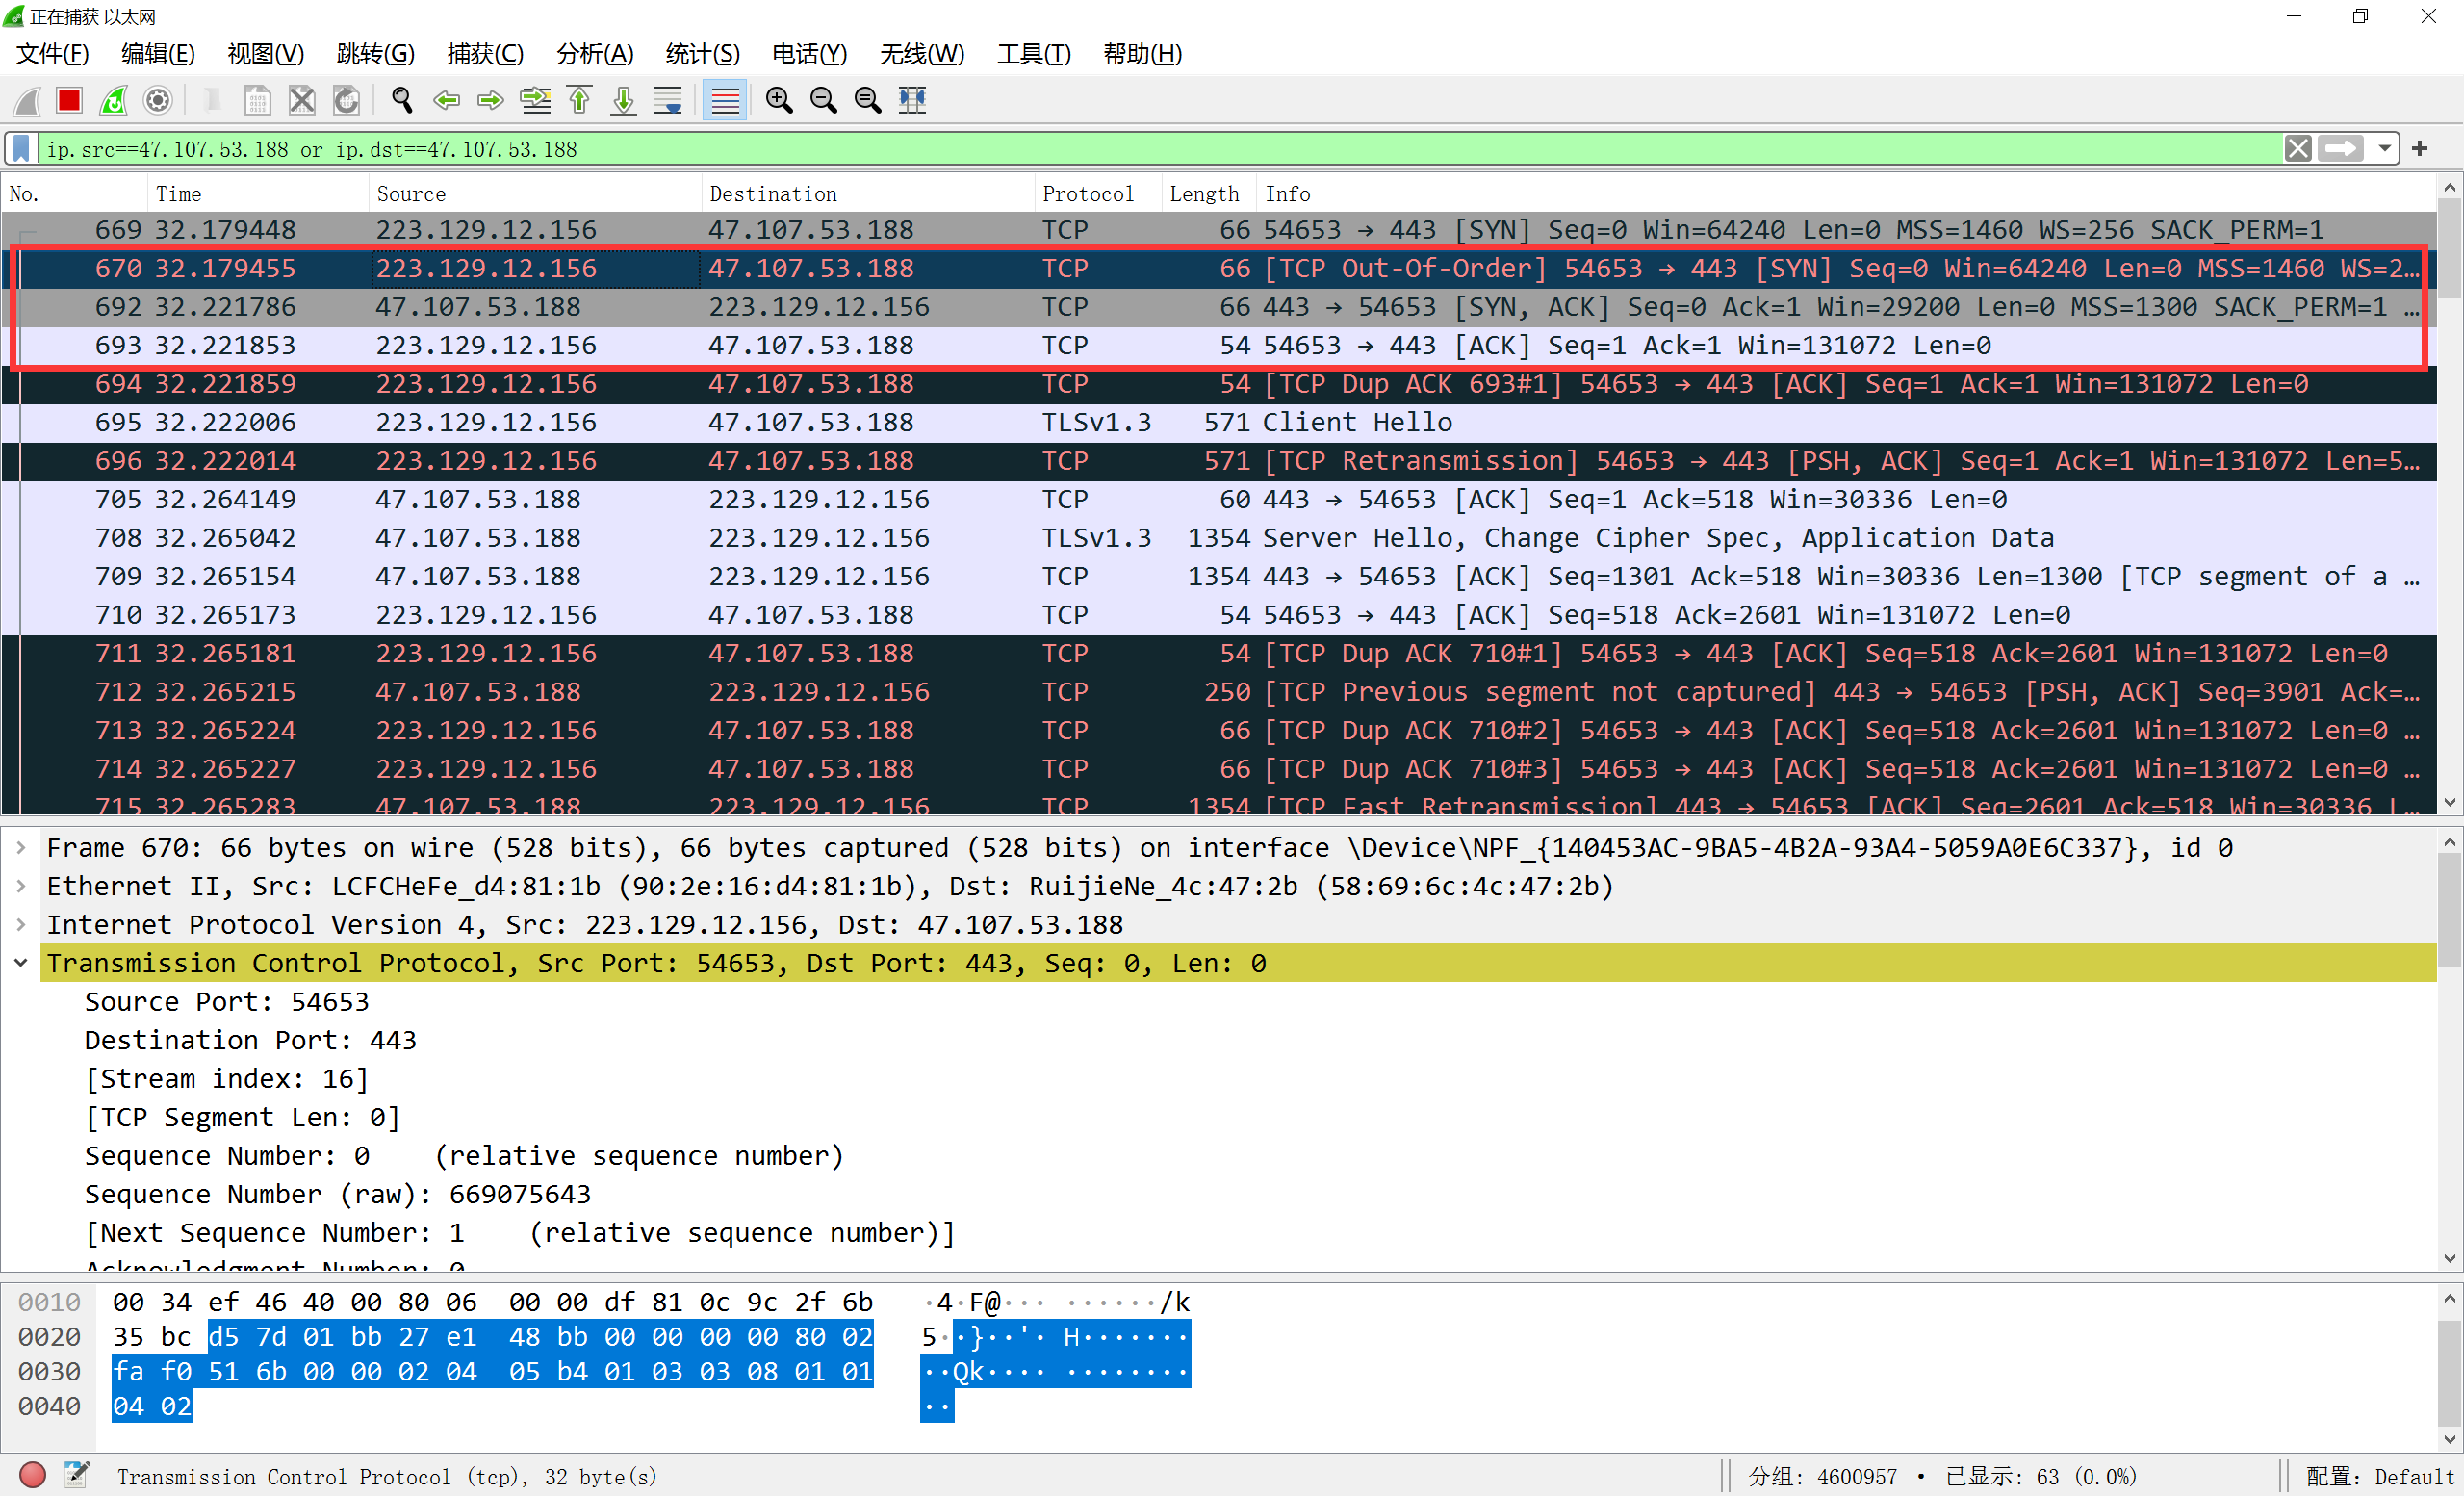 正在捕获 以太网
文件(F) 编辑(E) 视图(V) 跳转(G) 捕获(C) 分析(A) 统计(S) 电话(Y) 无线(W) 工具(T) 帮助(H)
ip.src==47.107.53.188 or ip.dst==47.107.53.188
No. Time Source Destination Protocol Length Info
669 32.179448 223.129.12.156 47.107.53.188 TCP 66 54653 → 443 [SYN] Seq=0 Win=64240 Len=0 MSS=1460 WS=256 SACK_PERM=1
670 32.179455 223.129.12.156 47.107.53.188 TCP 66 [TCP Out-Of-Order] 54653 → 443 [SYN] Seq=0 Win=64240 Len=0 MSS=1460 WS=2…
692 32.221786 47.107.53.188 223.129.12.156 TCP 66 443 → 54653 [SYN, ACK] Seq=0 Ack=1 Win=29200 Len=0 MSS=1300 SACK_PERM=1 …
693 32.221853 223.129.12.156 47.107.53.188 TCP 54 54653 → 443 [ACK] Seq=1 Ack=1 Win=131072 Len=0
694 32.221859 223.129.12.156 47.107.53.188 TCP 54 [TCP Dup ACK 693#1] 54653 → 443 [ACK] Seq=1 Ack=1 Win=131072 Len=0
695 32.222006 223.129.12.156 47.107.53.188 TLSv1.3 571 Client Hello
696 32.222014 223.129.12.156 47.107.53.188 TCP 571 [TCP Retransmission] 54653 → 443 [PSH, ACK] Seq=1 Ack=1 Win=131072 Len=5…
705 32.264149 47.107.53.188 223.129.12.156 TCP 60 443 → 54653 [ACK] Seq=1 Ack=518 Win=30336 Len=0
708 32.265042 47.107.53.188 223.129.12.156 TLSv1.3 1354 Server Hello, Change Cipher Spec, Application Data
709 32.265154 47.107.53.188 223.129.12.156 TCP 1354 443 → 54653 [ACK] Seq=1301 Ack=518 Win=30336 Len=1300 [TCP segment of a …
710 32.265173 223.129.12.156 47.107.53.188 TCP 54 54653 → 443 [ACK] Seq=518 Ack=2601 Win=131072 Len=0
711 32.265181 223.129.12.156 47.107.53.188 TCP 54 [TCP Dup ACK 710#1] 54653 → 443 [ACK] Seq=518 Ack=2601 Win=131072 Len=0
712 32.265215 47.107.53.188 223.129.12.156 TCP 250 [TCP Previous segment not captured] 443 → 54653 [PSH, ACK] Seq=3901 Ack=…
713 32.265224 223.129.12.156 47.107.53.188 TCP 66 [TCP Dup ACK 710#2] 54653 → 443 [ACK] Seq=518 Ack=2601 Win=131072 Len=0 …
714 32.265227 223.129.12.156 47.107.53.188 TCP 66 [TCP Dup ACK 710#3] 54653 → 443 [ACK] Seq=518 Ack=2601 Win=131072 Len=0 …
715 32.265283 47.107.53.188 223.129.12.156 TCP 1354 [TCP Fast Retransmission] 443 → 54653 [ACK] Seq=2601 Ack=518 Win=30336 L…
Frame 670: 66 bytes on wire (528 bits), 66 bytes captured (528 bits) on interface \Device\NPF_{140453AC-9BA5-4B2A-93A4-5059A0E6C337}, id 0
Ethernet II, Src: LCFCHeFe_d4:81:1b (90:2e:16:d4:81:1b), Dst: RuijieNe_4c:47:2b (58:69:6c:4c:47:2b)
Internet Protocol Version 4, Src: 223.129.12.156, Dst: 47.107.53.188
Transmission Control Protocol, Src Port: 54653, Dst Port: 443, Seq: 0, Len: 0
Source Port: 54653
Destination Port: 443
[Stream index: 16]
[TCP Segment Len: 0]
Sequence Number: 0 (relative sequence number)
Sequence Number (raw): 669075643
[Next Sequence Number: 1 (relative sequence number)]
Acknowledgment Number: 0
0010 00 34 ef 46 40 00 80 06 00 00 df 81 0c 9c 2f 6b ·4·F@··· ······/k
0020 35 bc d5 7d 01 bb 27 e1 48 bb 00 00 00 00 80 02 5··}··'· H·······
0030 fa f0 51 6b 00 00 02 04 05 b4 01 03 03 08 01 01 ··Qk···· ········
0040 04 02 ··
Transmission Control Protocol (tcp), 32 byte(s) 分组: 4600957 · 已显示: 63 (0.0%) 配置: Default